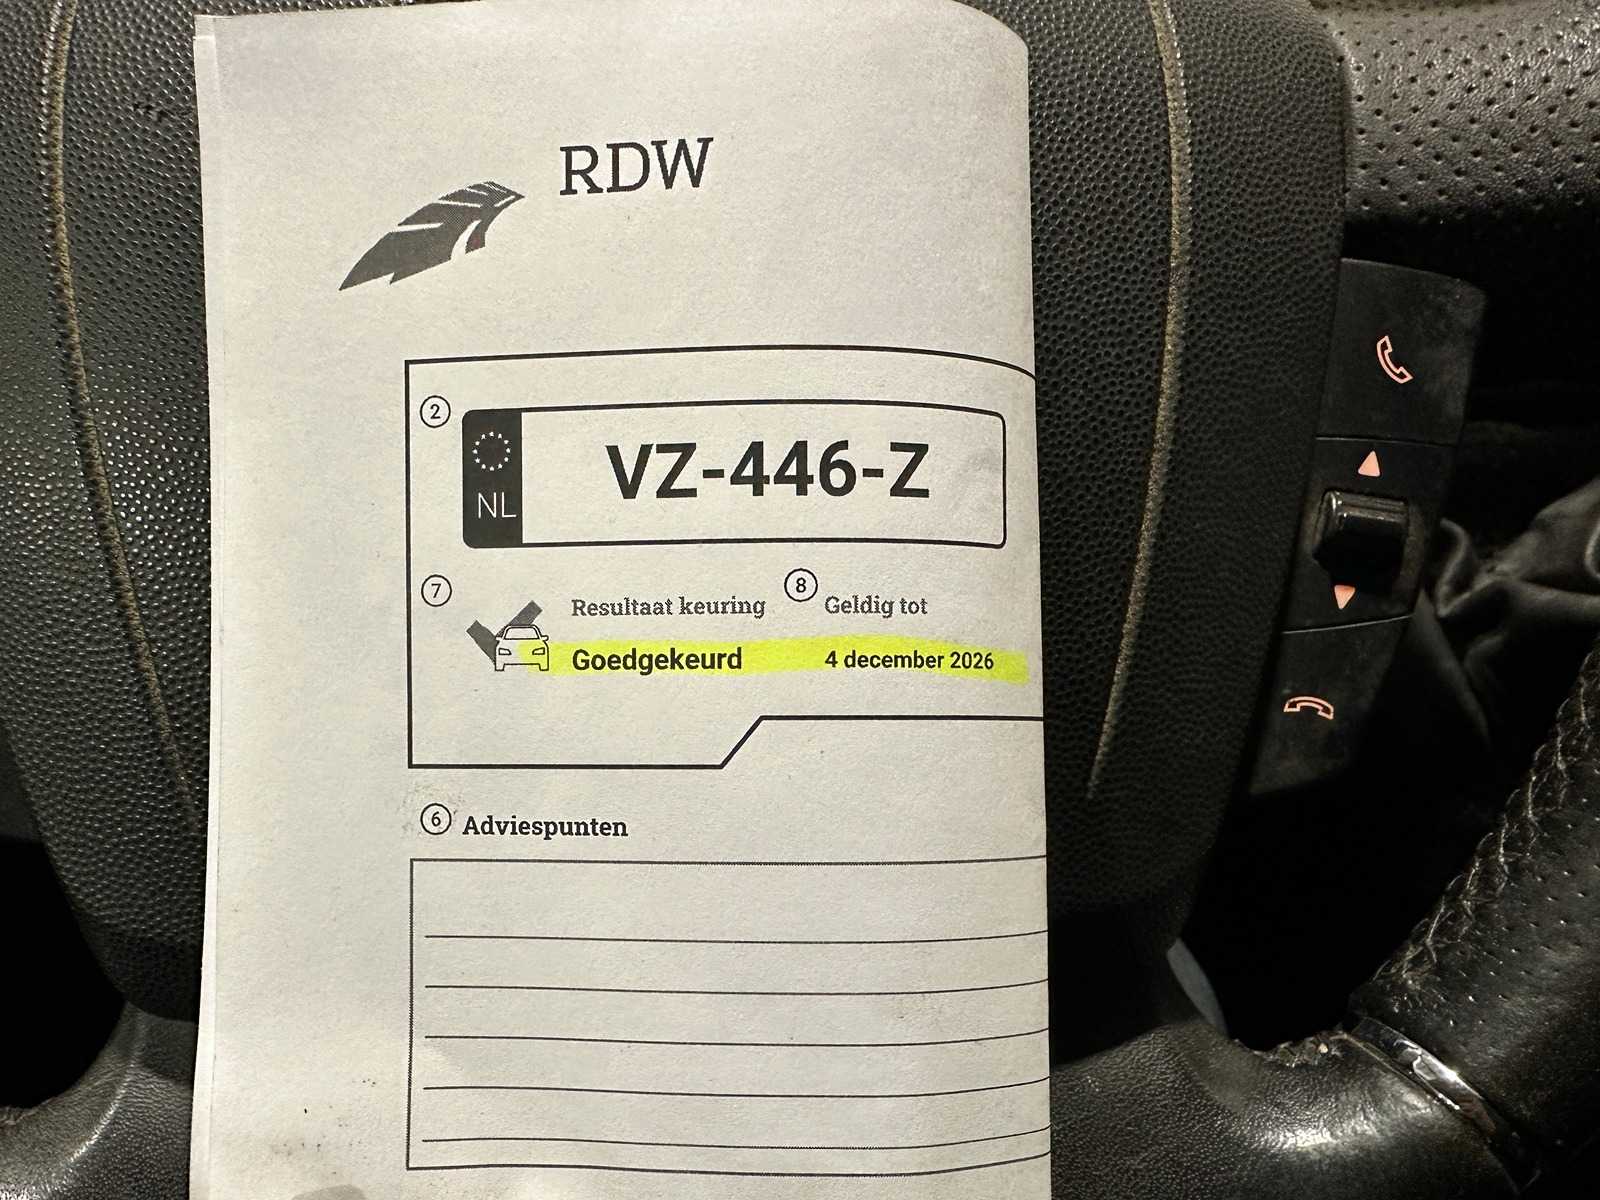 RDW
2
NL
VZ-446-Z
7
Resultaat keuring
8
Geldig tot
Goedgekeurd
4 december 2026
6 Adviespunten